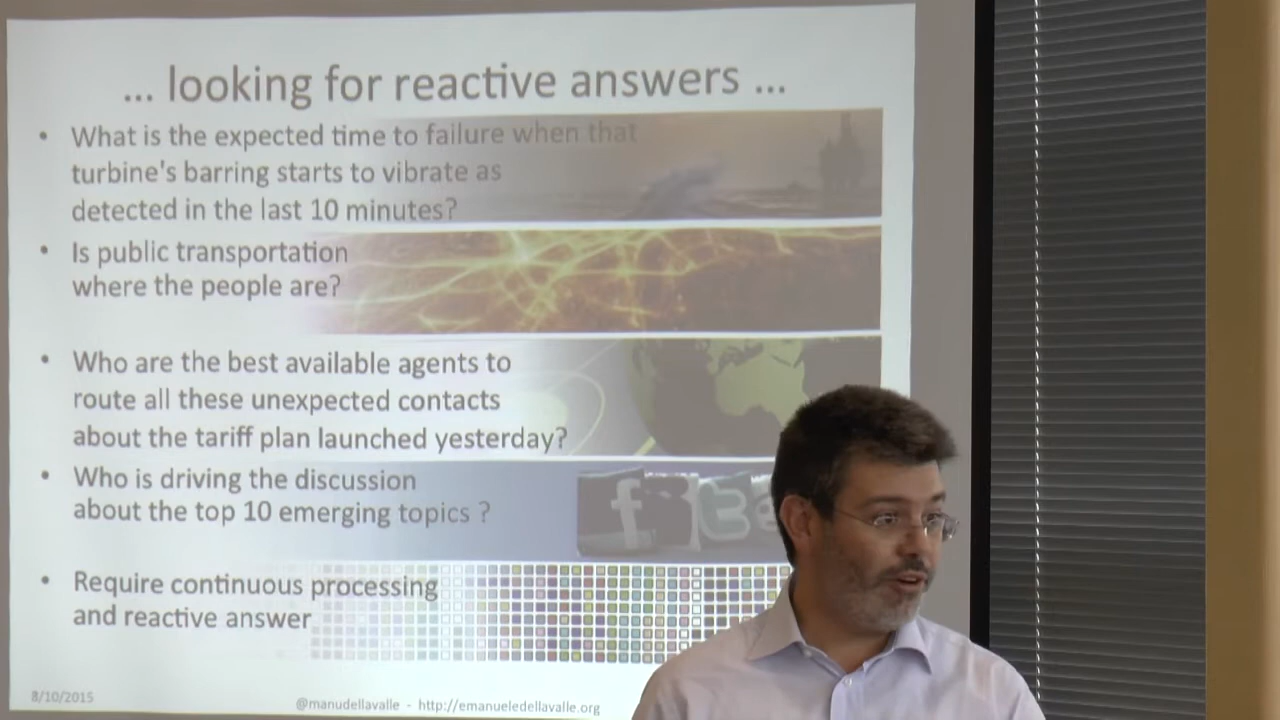 ... looking for reactive answers ...
• What is the expected time to failure when that
turbine's barring starts to vibrate as
detected in the last 10 minutes?
• Is public transportation
where the people are?
• Who are the best available agents to
route all these unexpected contacts
about the tariff plan launched yesterday?
• Who is driving the discussion
about the top 10 emerging topics ?
f te
• Require continuous processing
and reactive answer
8/10/2015
@manudellavalle - http://emanueledellavalle.org